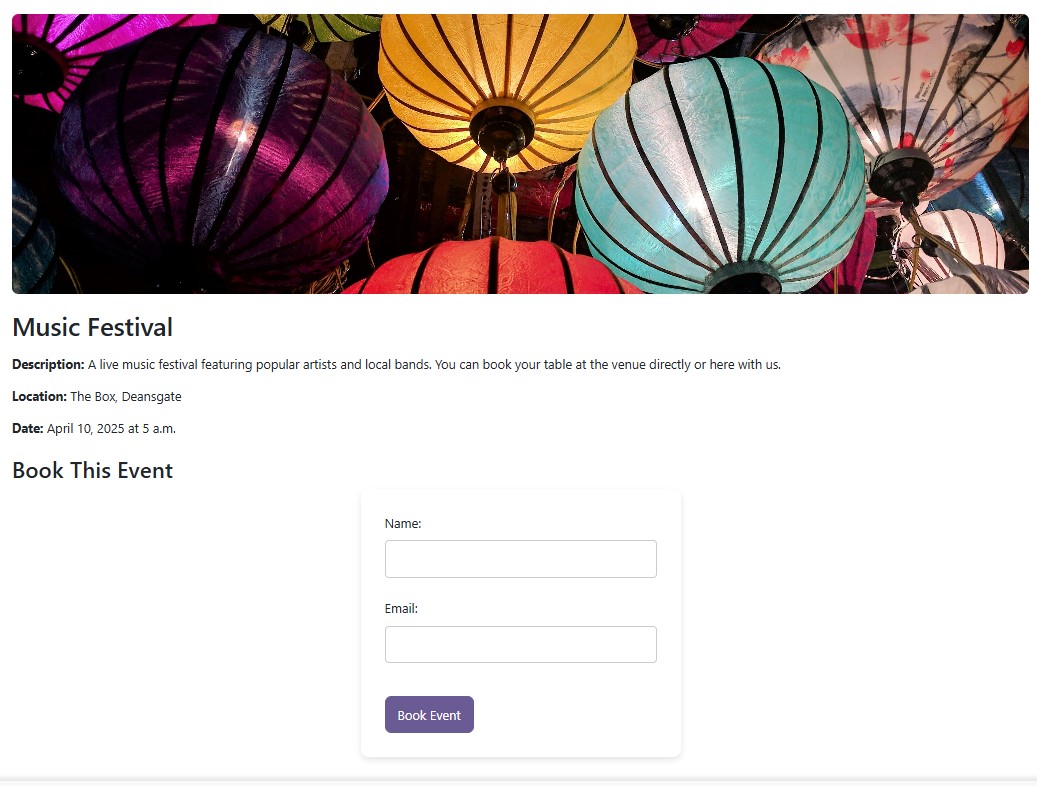 Music Festival
Description: A live music festival featuring popular artists and local bands. You can book your table at the venue directly or here with us.
Location: The Box, Deansgate
Date: April 10, 2025 at 5 a.m.
Book This Event
Name:
Email:
Book Event